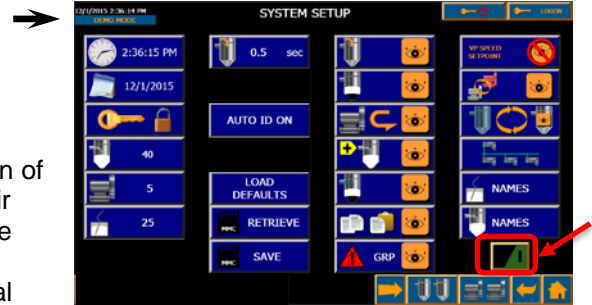 12/1/2015 2:36:14 PM
DEMO MODE
SYSTEM SETUP
LOGON
2:36:15 PM
0.5 sec
VP SPEED
SETPOINT
12/1/2015
AUTO ID ON
n of
40
ir
5
LOAD
DEFAULTS
NAMES
e
25
MMC RETRIEVE
NAMES
MMC SAVE
GRP
al